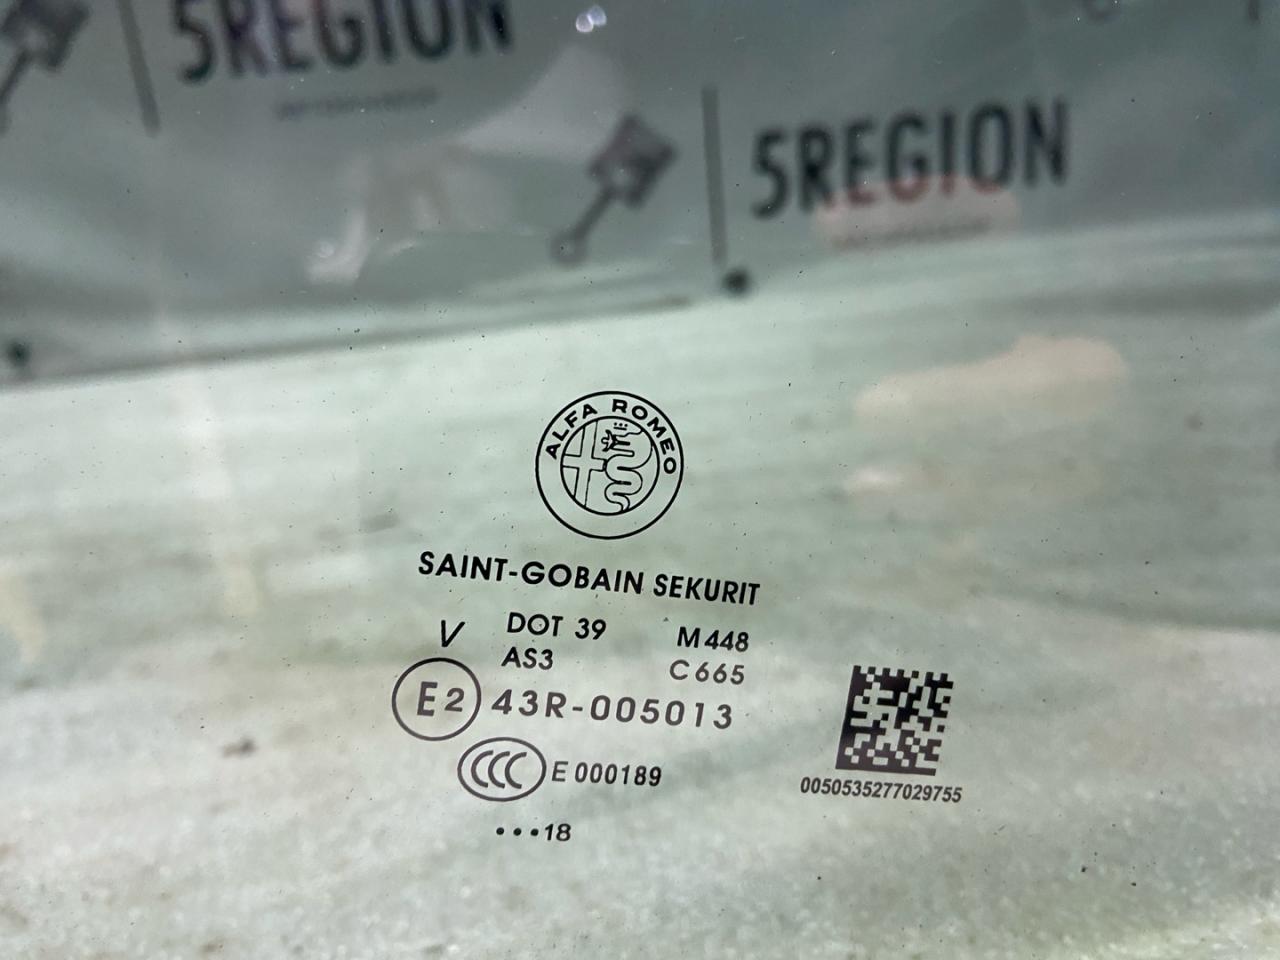 5REGION
5REGION
ALFA ROMEO
SAINT-GOBAIN SEKURIT
V DOT 39 M448
AS3 C665
E2 43R-005013
CCC E 000189
•••18
0050535277029755